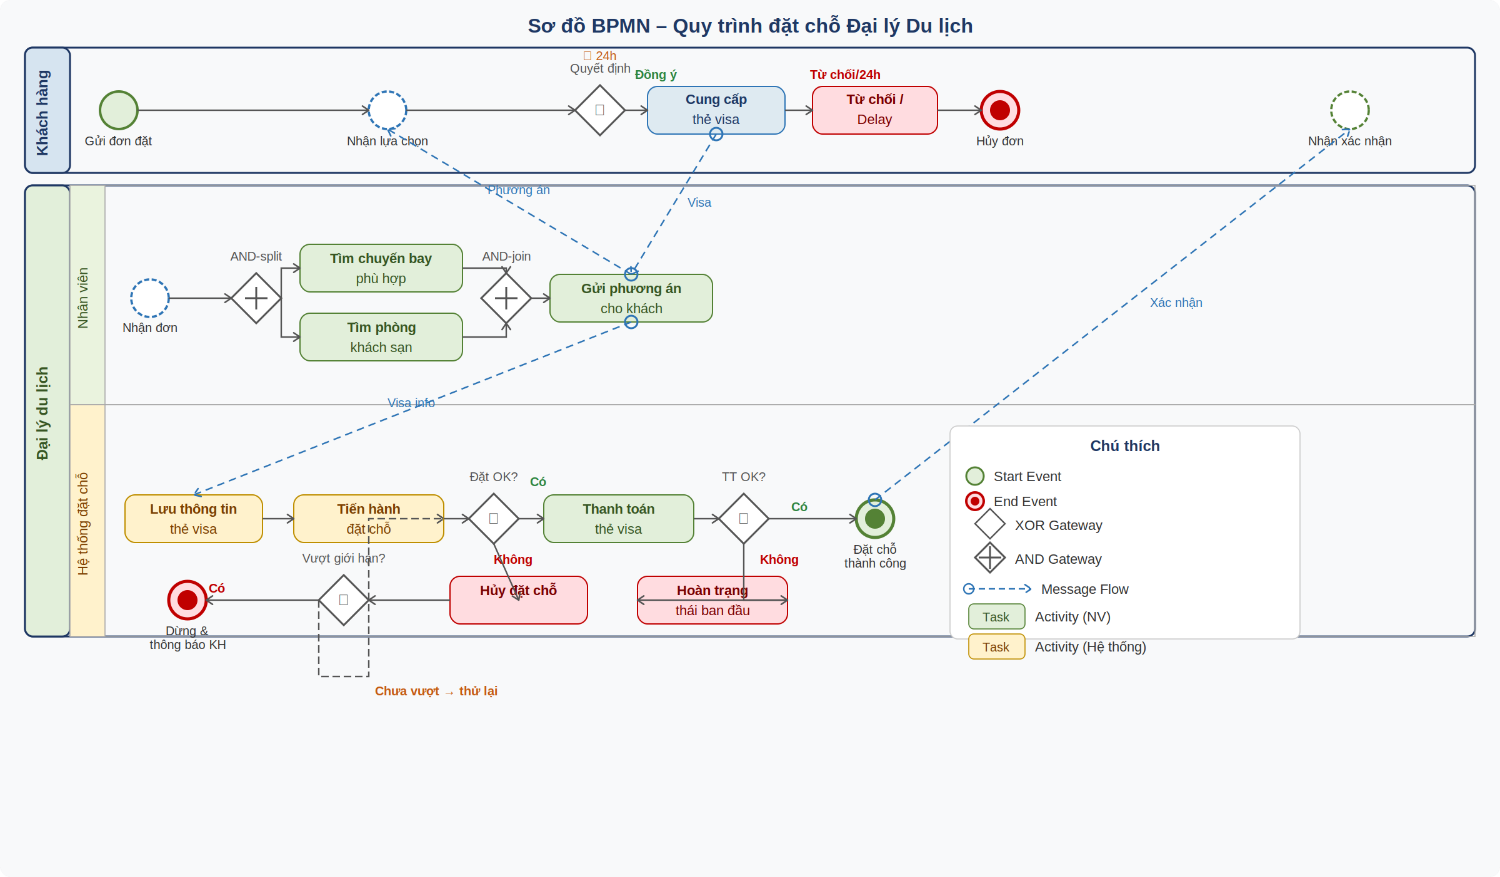 Sơ đồ BPMN – Quy trình đặt chỗ Đại lý Du lịch
Khách hàng
24h
Quyết định
Đồng ý
Từ chối/24h
Cung cấp
thẻ visa
Từ chối /
Delay
Gửi đơn đặt
Nhận lựa chọn
Hủy đơn
Nhận xác nhận
Phương án
Visa
Đại lý du lịch
Nhân viên
AND-split
Tìm chuyến bay
phù hợp
AND-join
Gửi phương án
cho khách
Nhận đơn
Tìm phòng
khách sạn
Xác nhận
Visa info
Hệ thống đặt chỗ
Đặt OK?
Có
TT OK?
Có
Lưu thông tin
thẻ visa
Tiến hành
đặt chỗ
Thanh toán
thẻ visa
Đặt chỗ
thành công
Vượt giới hạn?
Không
Không
Có
Hủy đặt chỗ
Hoàn trạng
thái ban đầu
Dừng &
thông báo KH
Chưa vượt → thử lại
Chú thích
Start Event
End Event
XOR Gateway
AND Gateway
Message Flow
Task
Activity (NV)
Task
Activity (Hệ thống)